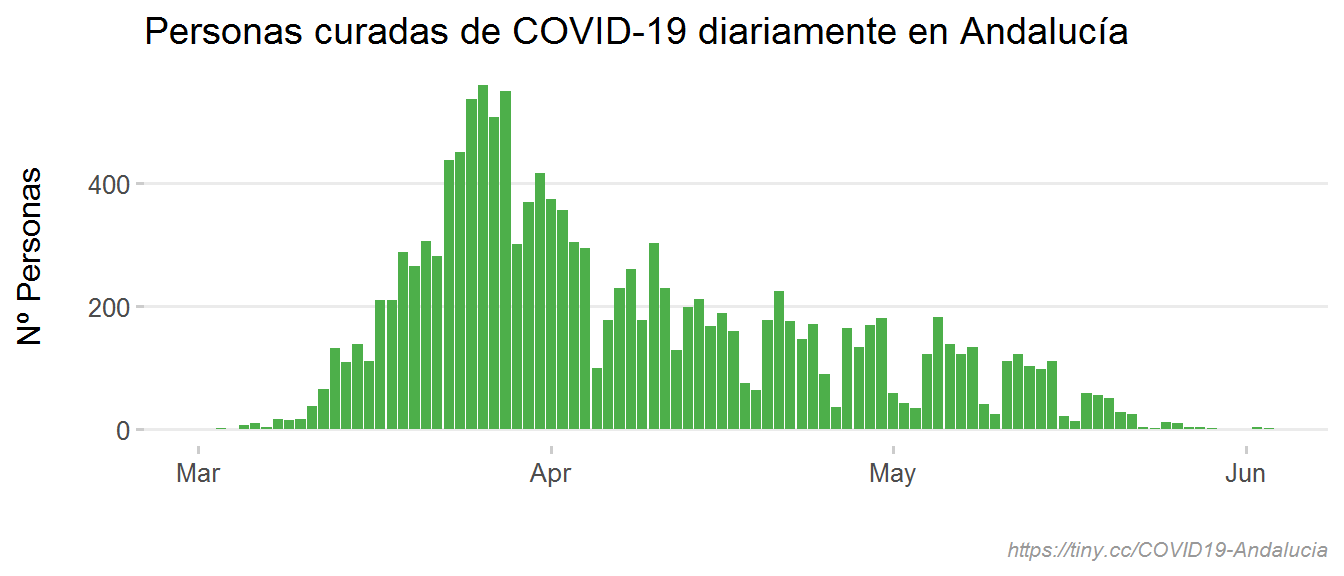 Personas curadas de COVID-19 diariamente en Andalucía
Nº Personas
400
200
0
Mar Apr May Jun
https://tiny.cc/COVID19-Andalucia